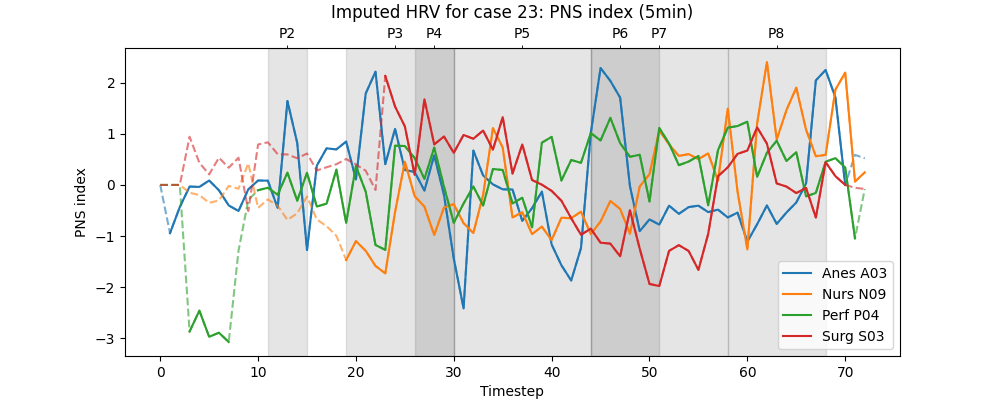 Imputed HRV for case 23: PNS index (5min)
P2 P3 P4 P5 P6 P7 P8
PNS index
2
1
0
−1
−2
−3
0 10 20 30 40 50 60 70
Timestep
Anes A03
Nurs N09
Perf P04
Surg S03